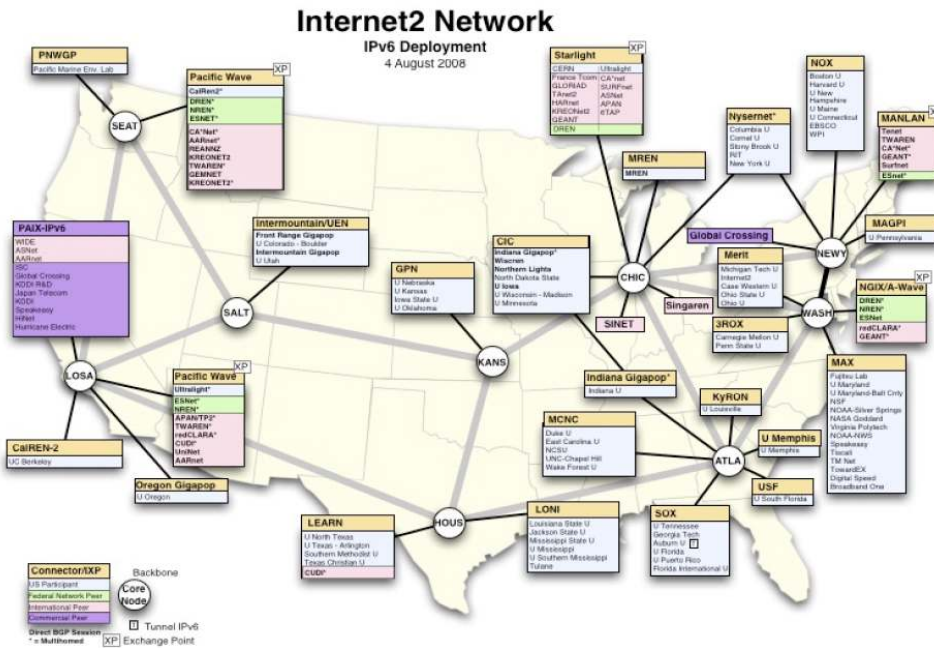 Internet2 Network
IPv6 Deployment
4 August 2008
PNWGP
Pacific Marine Env. Lab
SEAT
XP
Pacific Wave
CalRen2*
DREN*
NREN*
ESNET*
CA*Net*
AARnet*
REANNZ
KREONET2
TWAREN*
GEMNET
KREONET2*
XP
Starlight
CERN Ultralight
France Tcom CA*net
GLORIAD SURFnet
TAnet2 ASNet
HARnet APAN
KREONet2 6TAP
GEANT
DREN
MREN
MREN
Nysernet*
Columbia U
Cornel U
Stony Brook U
RIT
New York U
NOX
Boston U
Harvard U
U New
Hampshire
U Maine
U Connecticut
EBSCO
WPI
MANLAN
Tenet
TWAREN
CA*Net*
GEANT*
Surfnet
ESnet*
MAGPI
U Pennsylvania
Global Crossing
NEWY
PAIX-IPv6
WIDE
ASNet
AARnet
ISC
Global Crossing
KDDI R&D
Japan Telecom
KDDI
Speakeasy
HiNet
Hurricane Electric
Intermountain/UEN
Front Range Gigapop
U Colorado - Boulder
Intermountain Gigapop
U Utah
SALT
GPN
U Nebraska
U Kansas
Iowa State U
U Oklahoma
KANS
CIC
Indiana Gigapop*
Wiscren
Northern Lights
North Dakota State
U Iowa
U Wisconsin - Madison
U Minnesota
CHIC
SINET
Singaren
Merit
Michigan Tech U
Internet2
Case Western U
Ohio State U
Ohio U
WASH
XP
NGIX/A-Wave
DREN*
NREN*
ESNet
redCLARA*
GEANT*
3ROX
Carnegie Mellon U
Penn State U
LOSA
XP
Pacific Wave
Ultralight*
ESNet*
NREN*
APAN/TP2*
TWAREN*
redCLARA*
CUDI*
UniNet
AARnet
CalREN-2
UC Berkeley
Oregon Gigapop
U Oregon
Indiana Gigapop*
Indiana U
KyRON
U Louisville
MAX
Fujitsu Lab
U Maryland
U Maryland-Balt Cnty
NSF
NOAA-Silver Springs
NASA Goddard
Virginia Polytech
NOAA-NWS
Speakeasy
Tiscali
TM Net
TowardEX
Digital Speed
Broadband One
MCNC
Duke U
East Carolina U
NCSU
UNC-Chapel Hill
Wake Forest U
U Memphis
U Memphis
ATLA
USF
U South Florida
LEARN
U North Texas
U Texas - Arlington
Southern Methodist U
Texas Christian U
CUDI*
HOUS
LONI
Louisiana State U
Jackson State U
Mississippi State U
U Mississippi
U Southern Mississippi
Tulane
SOX
U Tennessee
Georgia Tech
Auburn U T
U Florida
U Puerto Rico
Florida International U
Connector/IXP
US Participant
Federal Network Peer
International Peer
Commercial Peer
Direct BGP Session
* = Multihomed
Backbone
Core
Node
T Tunnel IPv6
XP Exchange Point